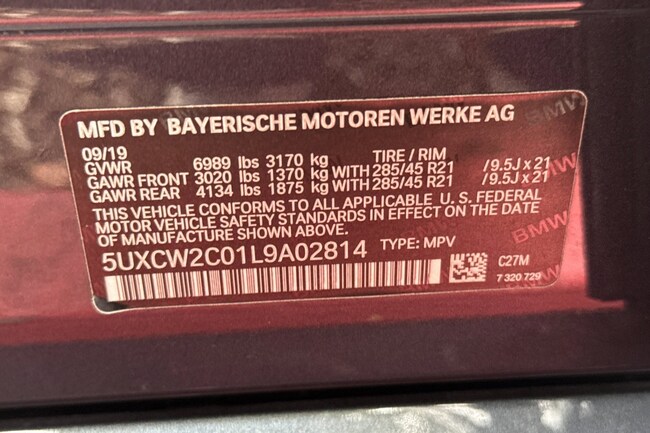 MFD BY BAYERISCHE MOTOREN WERKE AG
09/19 TIRE / RIM
GVWR 6989 lbs 3170 kg
GAWR FRONT 3020 lbs 1370 kg WITH 285/45 R21 /9.5J x 21
GAWR REAR 4134 lbs 1875 kg WITH 285/45 R21 /9.5J x 21
THIS VEHICLE CONFORMS TO ALL APPLICABLE U. S. FEDERAL
MOTOR VEHICLE SAFETY STANDARDS IN EFFECT ON THE DATE
OF MANUFACTURE SHOWN ABOVE.
5UXCW2C01L9A02814 TYPE: MPV
C27M
7 320 729
BMW
BMW
BMW